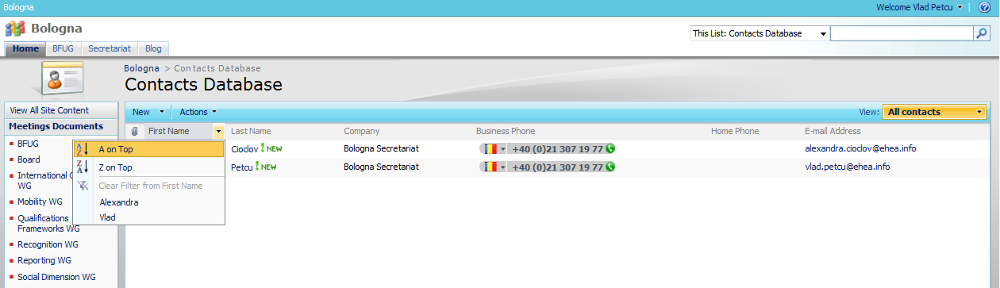 Bologna
Welcome Vlad Petcu
Bologna
This List: Contacts Database
Home BFUG Secretariat Blog
Bologna > Contacts Database
Contacts Database
View All Site Content
New Actions View: All contacts
Meetings Documents
First Name Last Name Company Business Phone Home Phone E-mail Address
BFUG
A on Top
Cioclov ! NEW Bologna Secretariat +40 (0)21 307 19 77 alexandra.cioclov@ehea.info
Board
Z on Top
Petcu ! NEW Bologna Secretariat +40 (0)21 307 19 77 vlad.petcu@ehea.info
International
WG
Clear Filter from First Name
Mobility WG
Alexandra
Qualifications
Frameworks WG
Vlad
Recognition WG
Reporting WG
Social Dimension WG